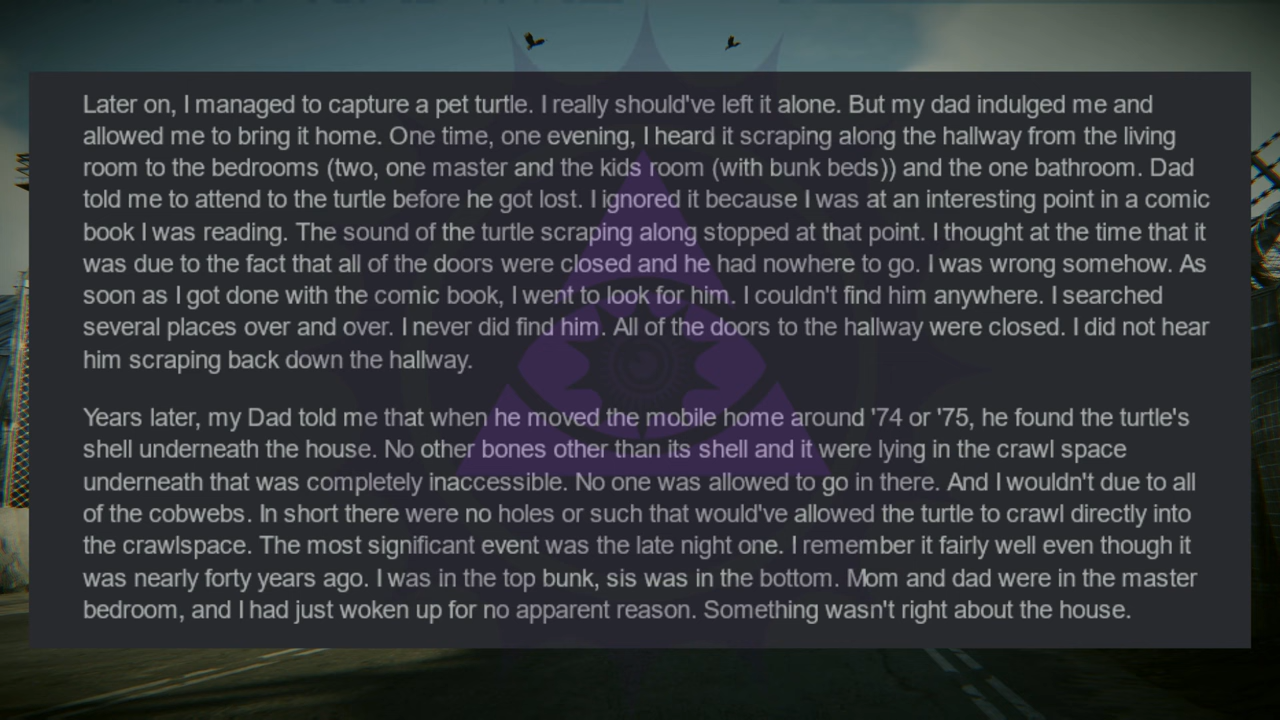 Later on, I managed to capture a pet turtle. I really should've left it alone. But my dad indulged me and
allowed me to bring it home. One time, one evening, I heard it scraping along the hallway from the living
room to the bedrooms (two, one master and the kids room (with bunk beds)) and the one bathroom. Dad
told me to attend to the turtle before he got lost. I ignored it because I was at an interesting point in a comic
book I was reading. The sound of the turtle scraping along stopped at that point. I thought at the time that it
was due to the fact that all of the doors were closed and he had nowhere to go. I was wrong somehow. As
soon as I got done with the comic book, I went to look for him. I couldn't find him anywhere. I searched
several places over and over. I never did find him. All of the doors to the hallway were closed. I did not hear
him scraping back down the hallway.
Years later, my Dad told me that when he moved the mobile home around '74 or '75, he found the turtle's
shell underneath the house. No other bones other than its shell and it were lying in the crawl space
underneath that was completely inaccessible. No one was allowed to go in there. And I wouldn't due to all
of the cobwebs. In short there were no holes or such that would've allowed the turtle to crawl directly into
the crawlspace. The most significant event was the late night one. I remember it fairly well even though it
was nearly forty years ago. I was in the top bunk, sis was in the bottom. Mom and dad were in the master
bedroom, and I had just woken up for no apparent reason. Something wasn't right about the house.